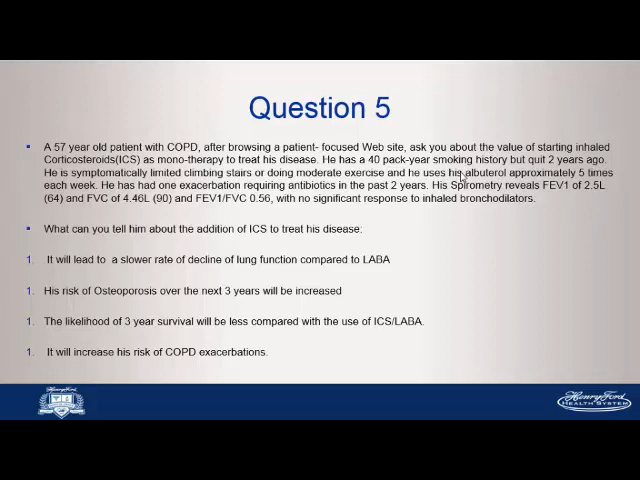 Question 5
▪ A 57 year old patient with COPD, after browsing a patient- focused Web site, ask you about the value of starting inhaled
Corticosteroids(ICS) as mono-therapy to treat his disease. He has a 40 pack-year smoking history but quit 2 years ago.
He is symptomatically limited climbing stairs or doing moderate exercise and he uses his albuterol approximately 5 times
each week. He has had one exacerbation requiring antibiotics in the past 2 years. His Spirometry reveals FEV1 of 2.5L
(64) and FVC of 4.46L (90) and FEV1/FVC 0.56, with no significant response to inhaled bronchodilators.
▪ What can you tell him about the addition of ICS to treat his disease:
1. It will lead to a slower rate of decline of lung function compared to LABA
1. His risk of Osteoporosis over the next 3 years will be increased
1. The likelihood of 3 year survival will be less compared with the use of ICS/LABA.
1. It will increase his risk of COPD exacerbations.
Henry Ford
Henry Ford
HEALTH SYSTEM